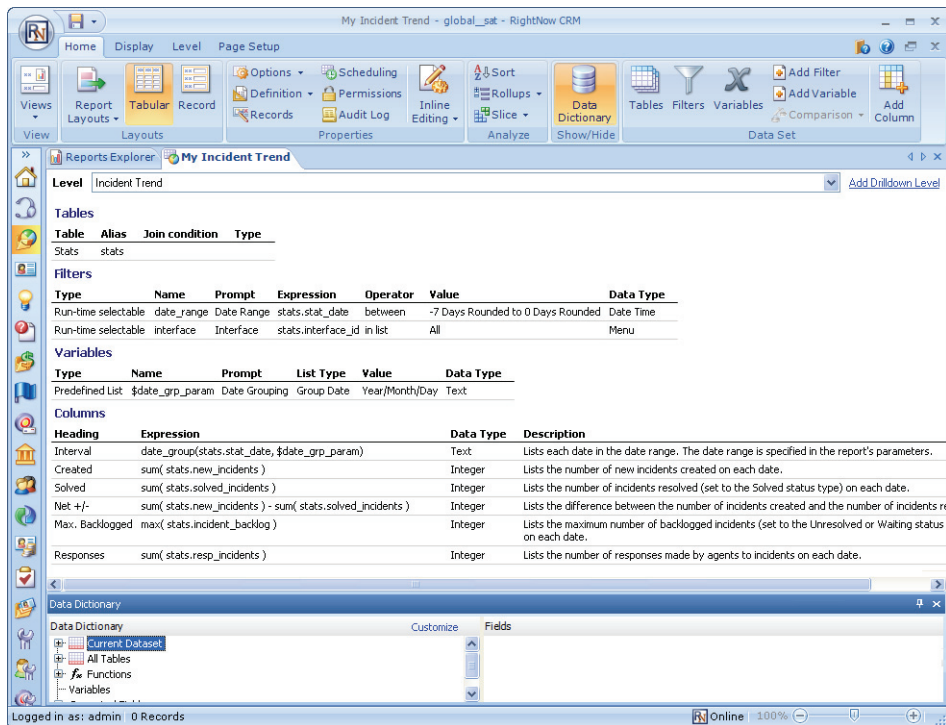 My Incident Trend - global_sat - RightNow CRM
Home Display Level Page Setup
Views
Report Layouts
Tabular
Record
Options
Definition
Records
Scheduling
Permissions
Audit Log
Inline Editing
Sort
Rollups
Slice
Data Dictionary
Tables
Filters
Variables
Add Filter
Add Variable
Comparison
Add Column
View Layouts Properties Analyze Show/Hide Data Set
Reports Explorer My Incident Trend
Level Incident Trend Add Drilldown Level
Tables
Table Alias Join condition Type
Stats stats
Filters
Type Name Prompt Expression Operator Value Data Type
Run-time selectable date_range Date Range stats.stat_date between -7 Days Rounded to 0 Days Rounded Date Time
Run-time selectable interface Interface stats.interface_id in list All Menu
Variables
Type Name Prompt List Type Value Data Type
Predefined List $date_grp_param Date Grouping Group Date Year/Month/Day Text
Columns
Heading Expression Data Type Description
Interval date_group(stats.stat_date, $date_grp_param) Text Lists each date in the date range. The date range is specified in the report's parameters.
Created sum( stats.new_incidents ) Integer Lists the number of new incidents created on each date.
Solved sum( stats.solved_incidents ) Integer Lists the number of incidents resolved (set to the Solved status type) on each date.
Net +/- sum( stats.new_incidents ) - sum( stats.solved_incidents ) Integer Lists the difference between the number of incidents created and the number of incidents re
Max. Backlogged max( stats.incident_backlog ) Integer Lists the maximum number of backlogged incidents (set to the Unresolved or Waiting status
on each date.
Responses sum( stats.resp_incidents ) Integer Lists the number of responses made by agents to incidents on each date.
Data Dictionary
Data Dictionary Customize Fields
Current Dataset
All Tables
fx Functions
Variables
Logged in as: admin 0 Records RN Online 100%